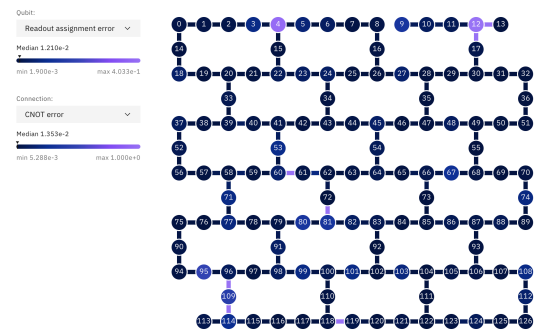 Qubit:
Readout assignment error
Median 1.210e-2
min 1.900e-3 max 4.033e-1
Connection:
CNOT error
Median 1.353e-2
min 5.288e-3 max 1.000e+0
0 1 2 3 4 5 6 7 8 9 10 11 12 13
14 15 16 17
18 19 20 21 22 23 24 25 26 27 28 29 30 31 32
33 34 35 36
37 38 39 40 41 42 43 44 45 46 47 48 49 50 51
52 53 54 55
56 57 58 59 60 61 62 63 64 65 66 67 68 69 70
71 72 73 74
75 76 77 78 79 80 81 82 83 84 85 86 87 88 89
90 91 92 93
94 95 96 97 98 99 100 101 102 103 104 105 106 107 108
109 110 111 112
113 114 115 116 117 118 119 120 121 122 123 124 125 126